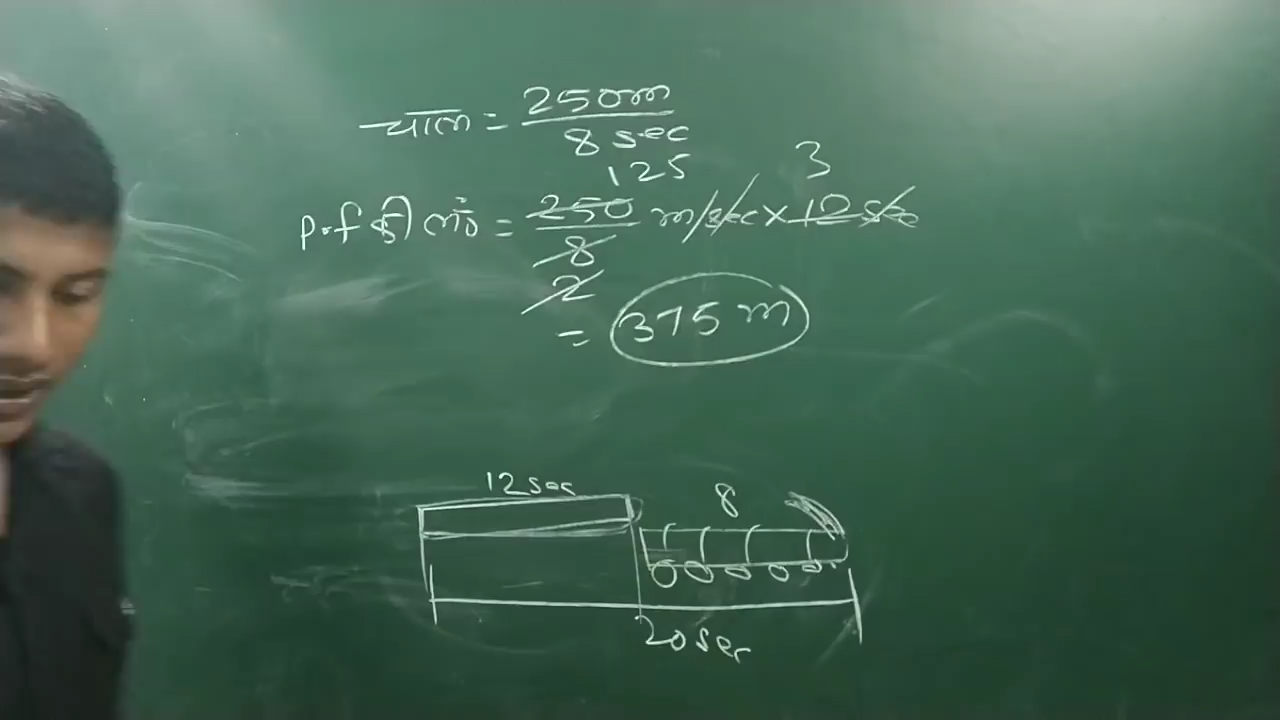 चाल = 250m
8 sec
125 3
P.f की लं० = 250 m/sec × 12 sec
8
2
= 375 m
12 sec
8
20 sec